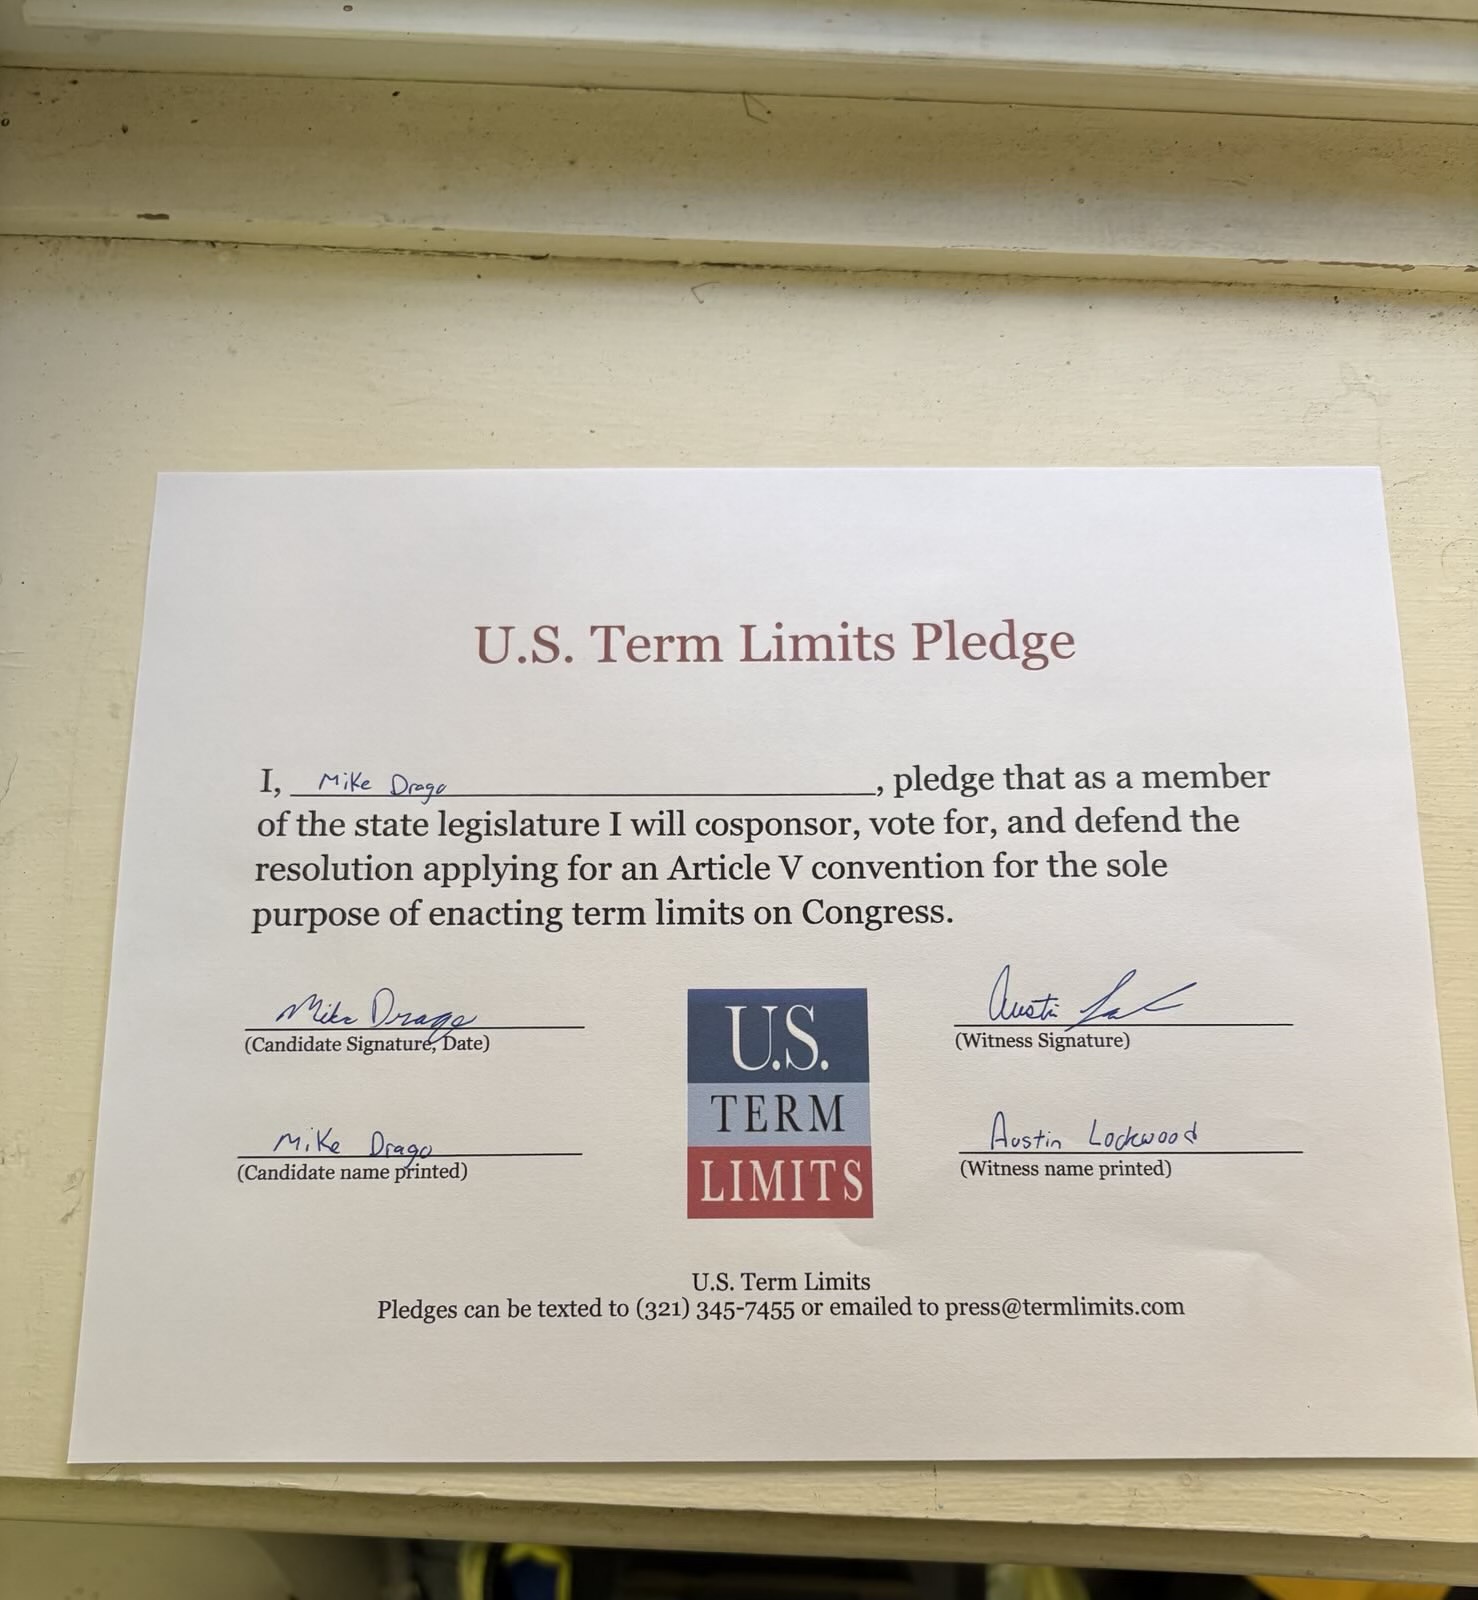 U.S. Term Limits Pledge
I, Mike Drago, pledge that as a member
of the state legislature I will cosponsor, vote for, and defend the
resolution applying for an Article V convention for the sole
purpose of enacting term limits on Congress.
Mike Drago
(Candidate Signature, Date)
Austin
(Witness Signature)
Mike Drago
(Candidate name printed)
Austin Lockwood
(Witness name printed)
U.S.
TERM
LIMITS
U.S. Term Limits
Pledges can be texted to (321) 345-7455 or emailed to press@termlimits.com